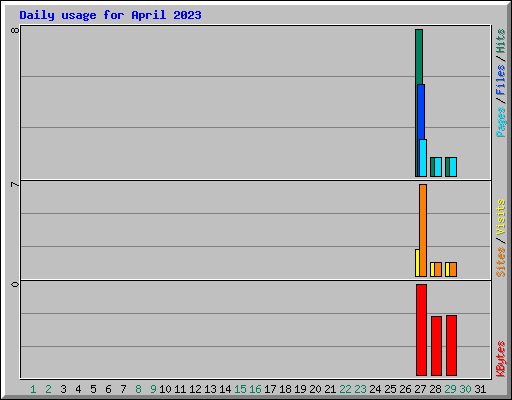 Daily usage for April 2023
8
7
0
Pages / Files / Hits
Sites / Visits
KBytes
1 2 3 4 5 6 7 8 9 10 11 12 13 14 15 16 17 18 19 20 21 22 23 24 25 26 27 28 29 30 31